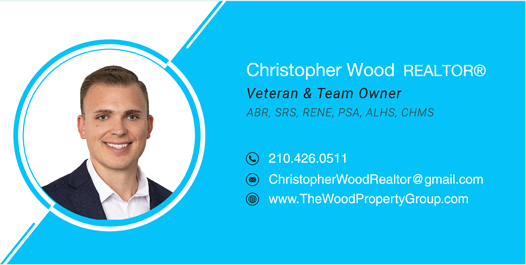 Christopher Wood REALTOR®
Veteran & Team Owner
ABR, SRS, RENE, PSA, ALHS, CHMS
210.426.0511
ChristopherWoodRealtor@gmail.com
www.TheWoodPropertyGroup.com